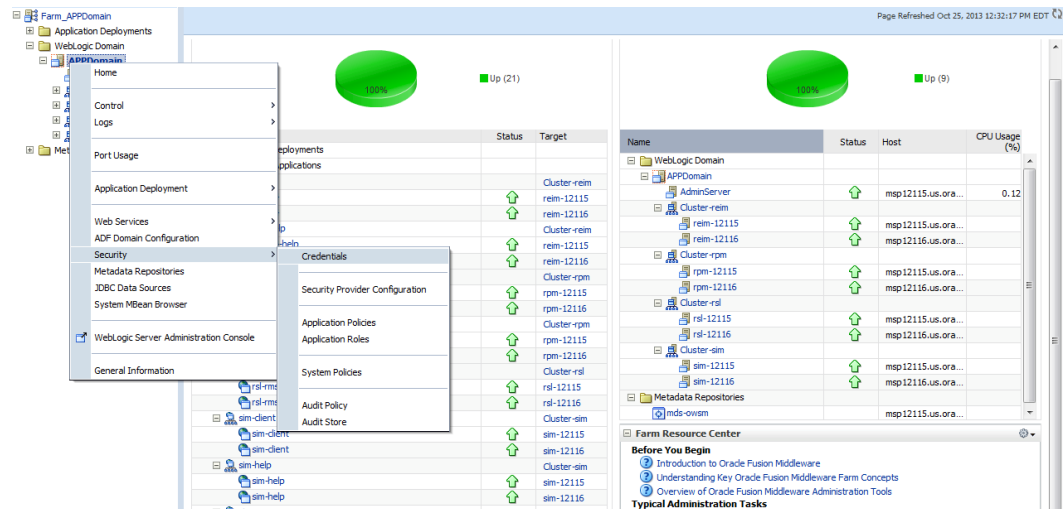 Farm_APPDomain
Application Deployments
WebLogic Domain
APPDomain
Home
Control
Logs
Port Usage
Application Deployment
Web Services
ADF Domain Configuration
Security
Metadata Repositories
JDBC Data Sources
System MBean Browser
WebLogic Server Administration Console
General Information
Credentials
Security Provider Configuration
Application Policies
Application Roles
System Policies
Audit Policy
Audit Store
Met
Page Refreshed Oct 25, 2013 12:32:17 PM EDT
100%
Up (21)
100%
Up (9)
Status Target
eployments
pplications
Cluster-reim
reim-12115
reim-12116
lp Cluster-reim
-help reim-12115
reim-12116
Cluster-rpm
rpm-12115
rpm-12116
Cluster-rpm
rpm-12115
rpm-12116
Cluster-rsl
rsl-rms rsl-12115
rsl-rms rsl-12116
sim-client Cluster-sim
sim-client sim-12115
sim-client sim-12116
sim-help Cluster-sim
sim-help sim-12115
sim-help sim-12116
Name Status Host CPU Usage (%)
WebLogic Domain
APPDomain
AdminServer msp12115.us.ora... 0.12
Cluster-reim
reim-12115 msp12115.us.ora...
reim-12116 msp12116.us.ora...
Cluster-rpm
rpm-12115 msp12115.us.ora...
rpm-12116 msp12116.us.ora...
Cluster-rsl
rsl-12115 msp12115.us.ora...
rsl-12116 msp12116.us.ora...
Cluster-sim
sim-12115 msp12115.us.ora...
sim-12116 msp12116.us.ora...
Metadata Repositories
mds-owsm msp12115.us.ora...
Farm Resource Center
Before You Begin
Introduction to Oracle Fusion Middleware
Understanding Key Oracle Fusion Middleware Farm Concepts
Overview of Oracle Fusion Middleware Administration Tools
Typical Administration Tasks